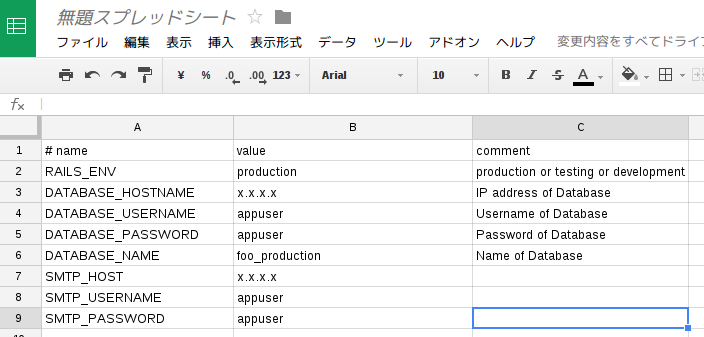 無題スプレッドシート
ファイル 編集 表示 挿入 表示形式 データ ツール アドオン ヘルプ 変更内容をすべてドライ
¥ % .0 .00 123 Arial 10 B I S A
fx
A B C
1 # name value comment
2 RAILS_ENV production production or testing or development
3 DATABASE_HOSTNAME x.x.x.x IP address of Database
4 DATABASE_USERNAME appuser Username of Database
5 DATABASE_PASSWORD appuser Password of Database
6 DATABASE_NAME foo_production Name of Database
7 SMTP_HOST x.x.x.x
8 SMTP_USERNAME appuser
9 SMTP_PASSWORD appuser